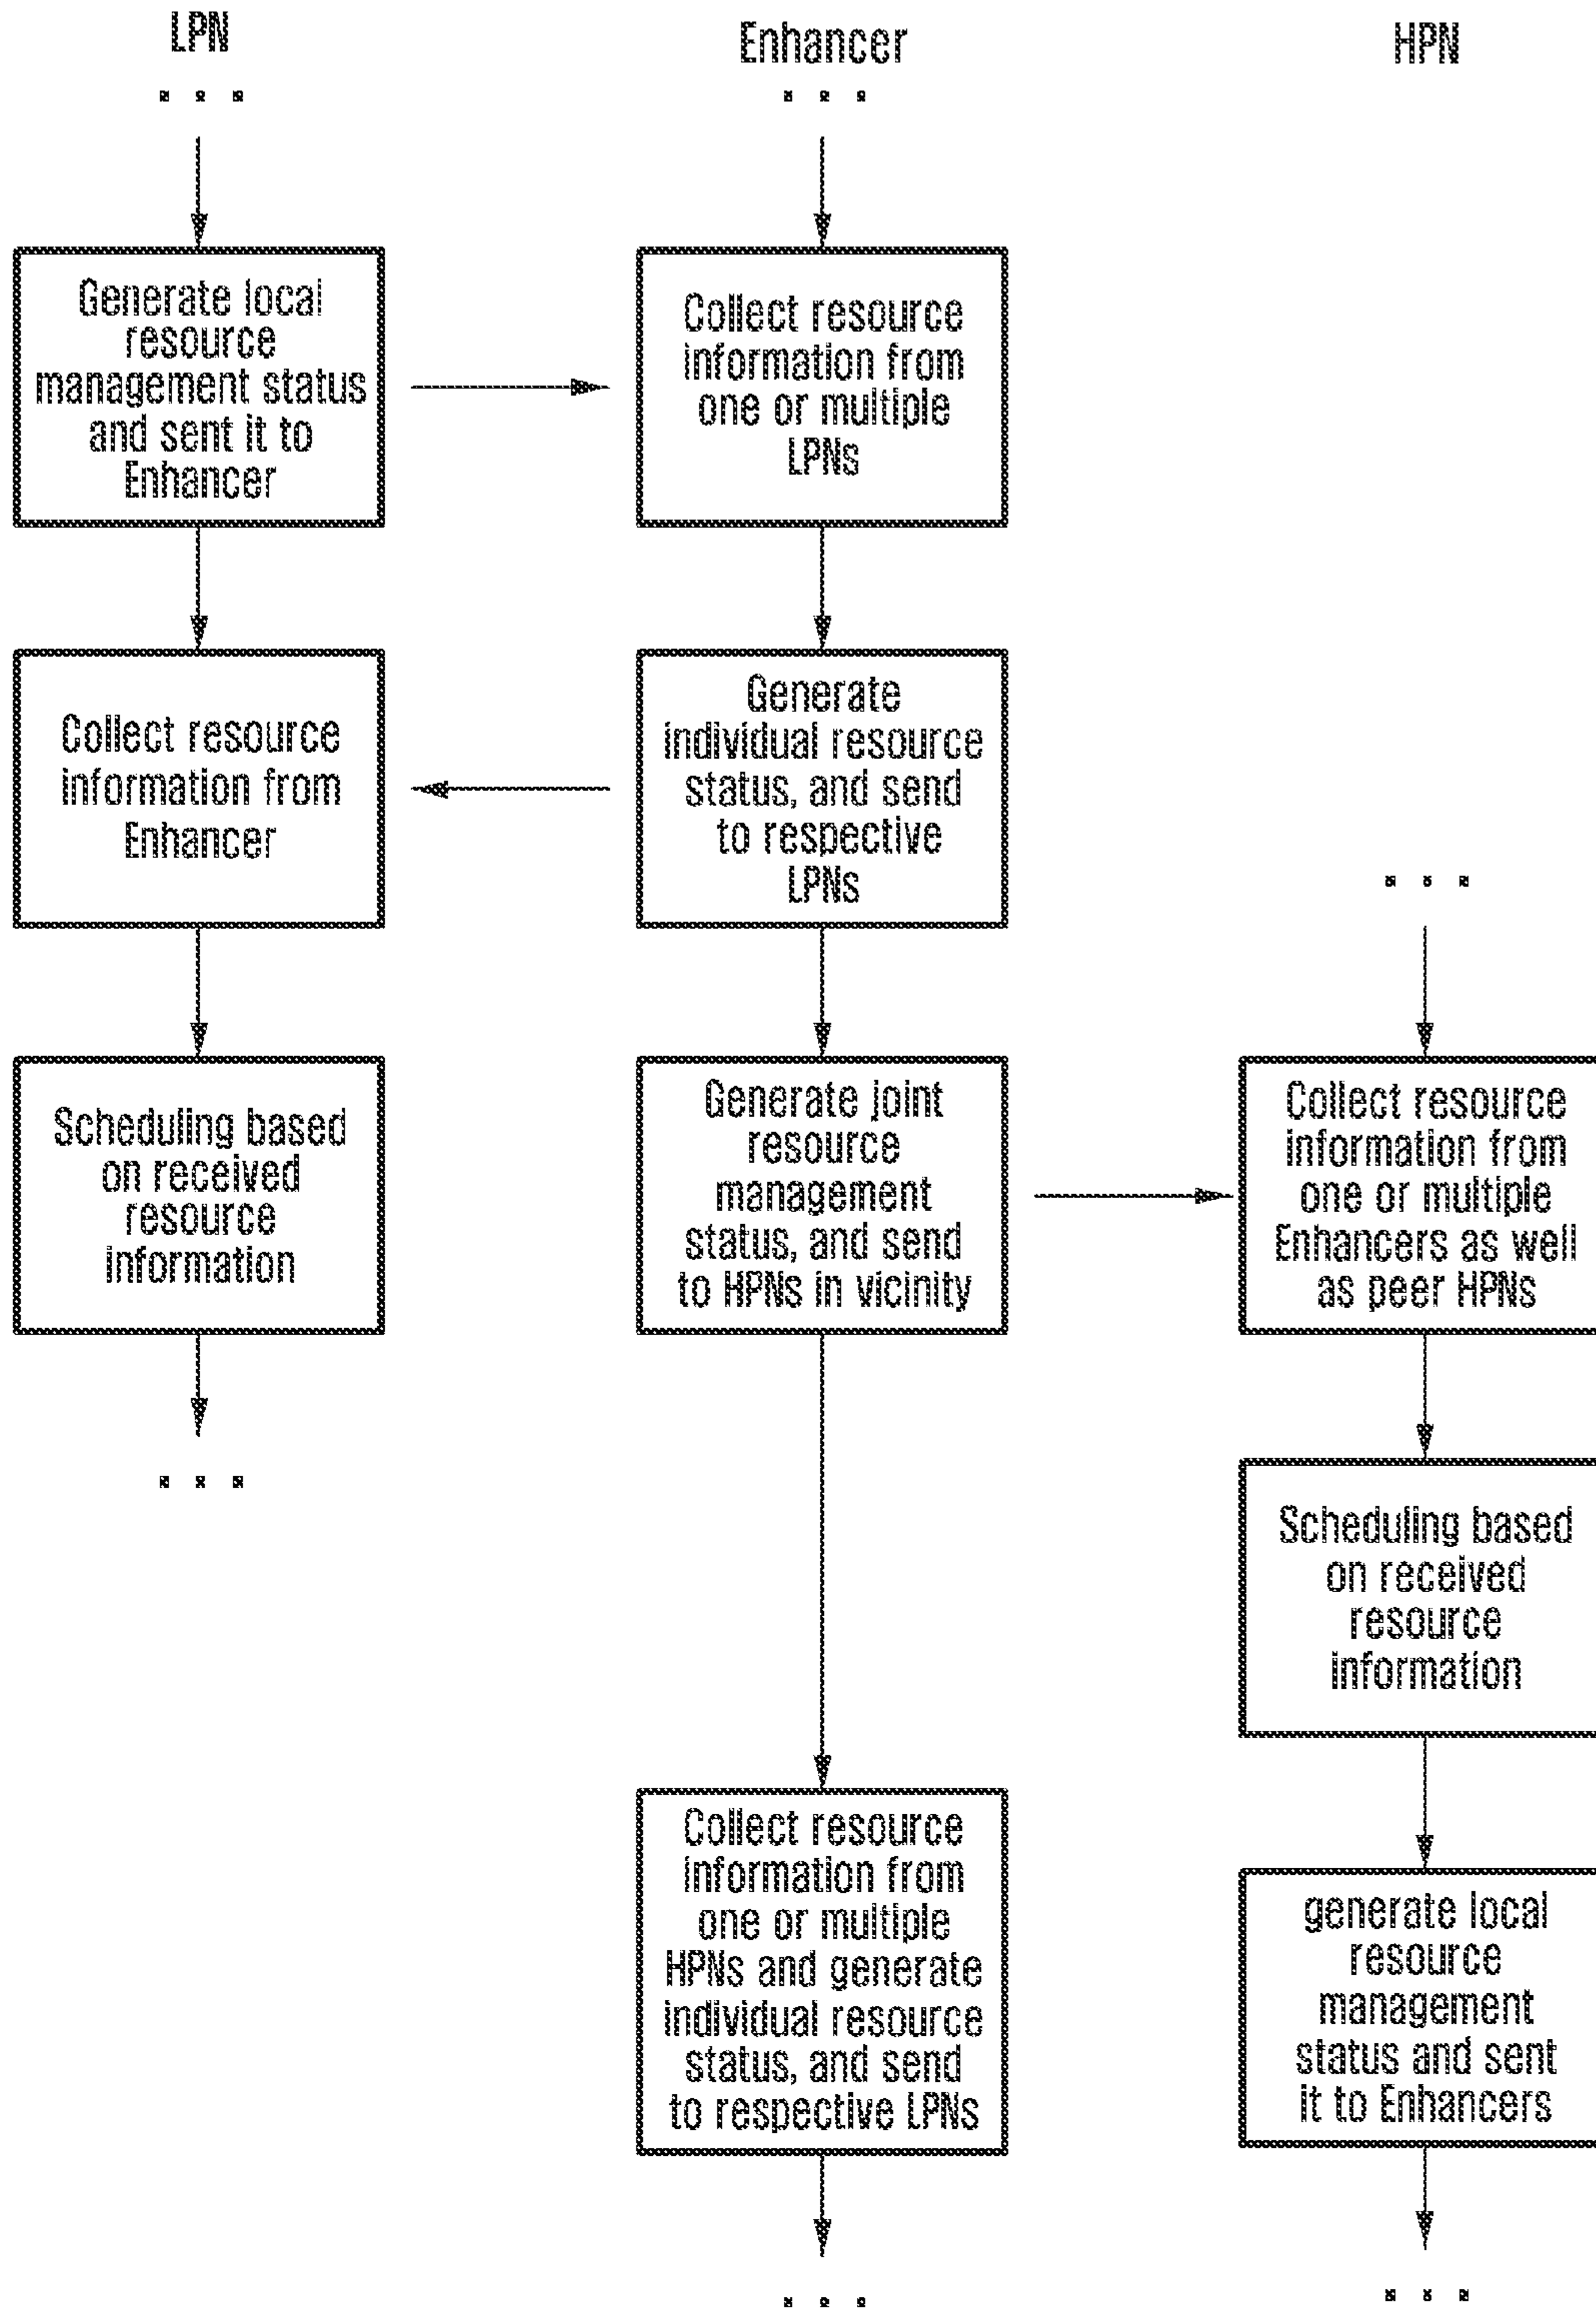 LPN
Enhancer
HPN
Generate local
resource
management status
and sent it to
Enhancer
Collect resource
information from
one or multiple
LPNs
Collect resource
information from
Enhancer
Generate
individual resource
status, and send
to respective
LPNs
Scheduling based
on received
resource
information
Generate joint
resource
management
status, and send
to HPNs in vicinity
Collect resource
information from
one or multiple
Enhancers as well
as peer HPNs
Scheduling based
on received
resource
information
Collect resource
information from
one or multiple
HPNs and generate
individual resource
status, and send
to respective LPNs
generate local
resource
management
status and sent
it to Enhancers